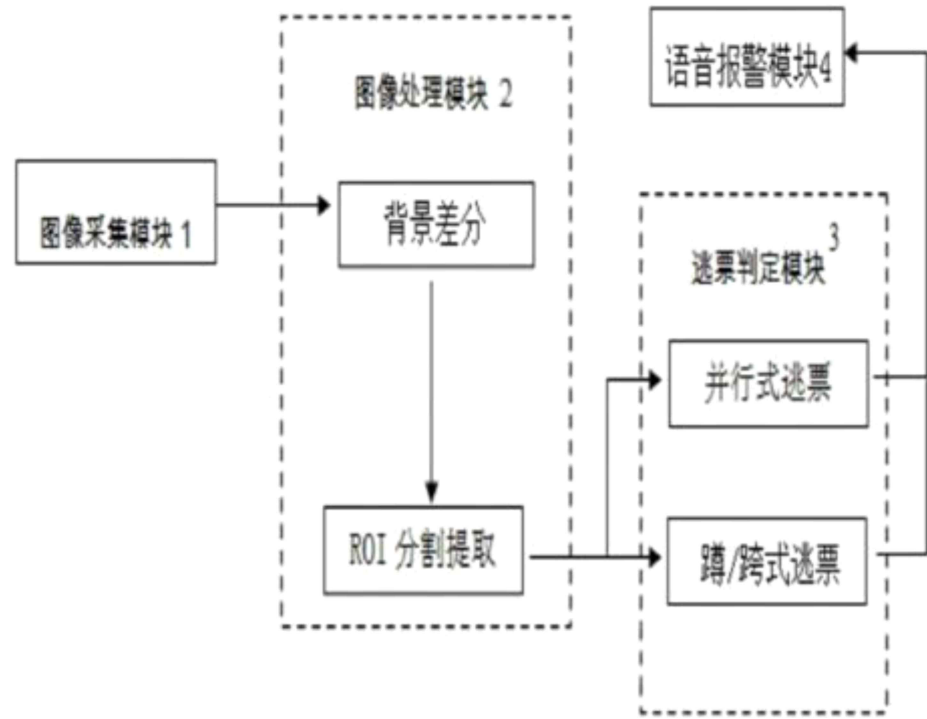 图像采集模块1
图像处理模块 2
背景差分
ROI 分割提取
逃票判定模块3
并行式逃票
蹲/跨式逃票
语音报警模块4